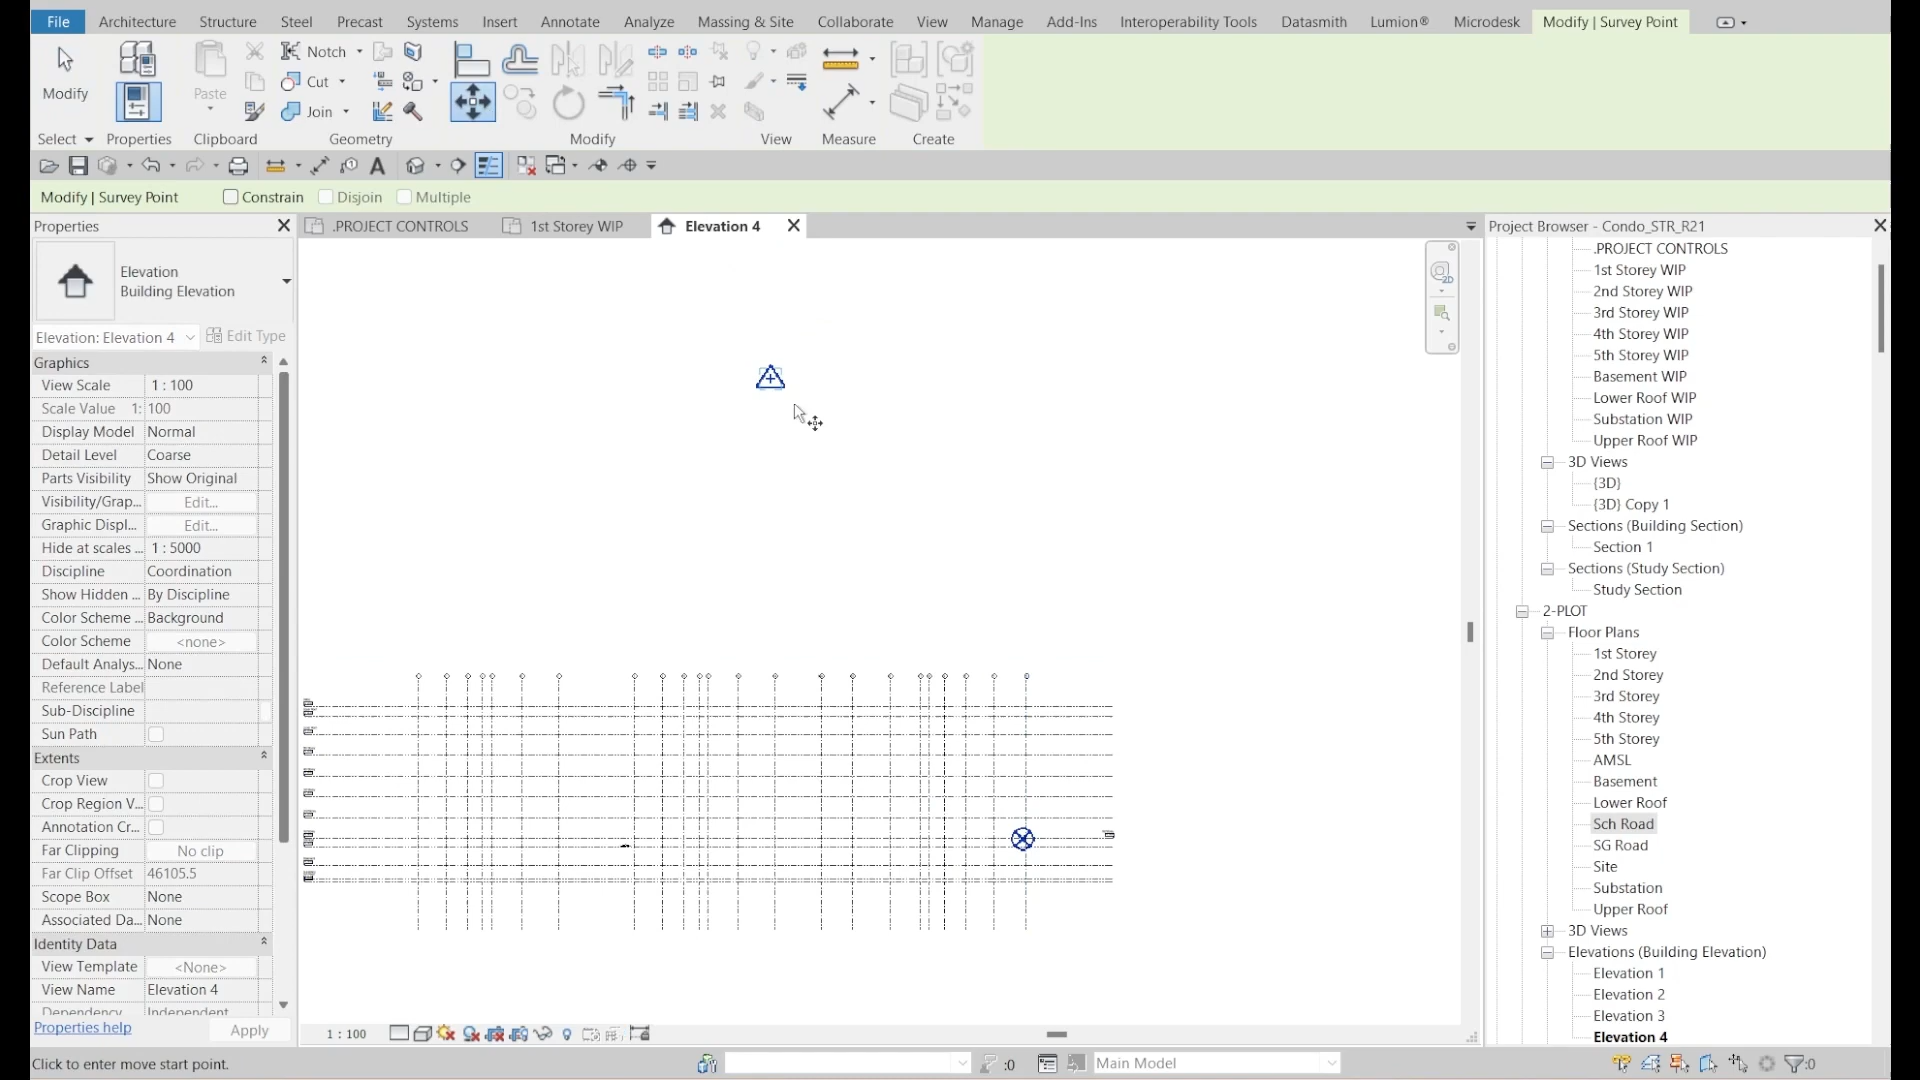 File Architecture Structure Steel Precast Systems Insert Annotate Analyze Massing & Site Collaborate View Manage Add-Ins Interoperability Tools Datasmith Lumion® Microdesk Modify | Survey Point
Modify
Paste
Notch
Cut
Join
Select Properties Clipboard Geometry Modify View Measure Create
Modify | Survey Point Constrain Disjoin Multiple
Properties
.PROJECT CONTROLS 1st Storey WIP Elevation 4
Project Browser - Condo_STR_R21
Elevation
Building Elevation
Elevation: Elevation 4 Edit Type
Graphics
View Scale 1 : 100
Scale Value 1: 100
Display Model Normal
Detail Level Coarse
Parts Visibility Show Original
Visibility/Grap... Edit...
Graphic Displ... Edit...
Hide at scales ... 1 : 5000
Discipline Coordination
Show Hidden ... By Discipline
Color Scheme ... Background
Color Scheme <none>
Default Analys... None
Reference Label
Sub-Discipline
Sun Path
Extents
Crop View
Crop Region V...
Annotation Cr...
Far Clipping No clip
Far Clip Offset 46105.5
Scope Box None
Associated Da... None
Identity Data
View Template <None>
View Name Elevation 4
Dependency Independent
Properties help Apply
2D
.PROJECT CONTROLS
1st Storey WIP
2nd Storey WIP
3rd Storey WIP
4th Storey WIP
5th Storey WIP
Basement WIP
Lower Roof WIP
Substation WIP
Upper Roof WIP
3D Views
{3D}
{3D} Copy 1
Sections (Building Section)
Section 1
Sections (Study Section)
Study Section
2-PLOT
Floor Plans
1st Storey
2nd Storey
3rd Storey
4th Storey
5th Storey
AMSL
Basement
Lower Roof
Sch Road
SG Road
Site
Substation
Upper Roof
3D Views
Elevations (Building Elevation)
Elevation 1
Elevation 2
Elevation 3
Elevation 4
1 : 100
Click to enter move start point. :0 Main Model :0